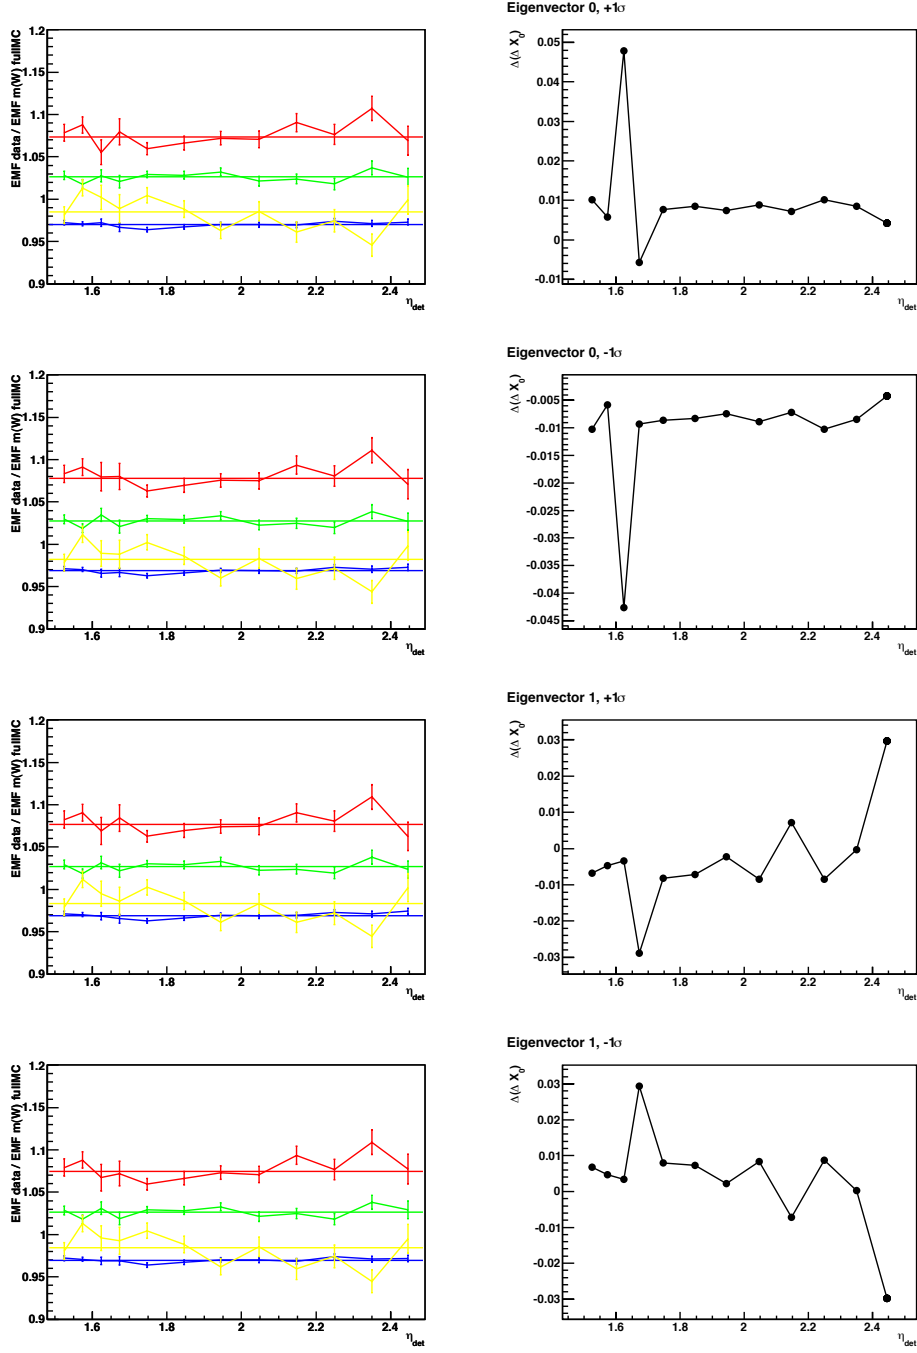 Eigenvector 0, +1σ
EMF data / EMF m(W) fullMC
1.2
1.15
1.1
1.05
1
0.95
0.9
1.6 1.8 2 2.2 2.4
η_det
Δ(Δ X_0)
0.05
0.04
0.03
0.02
0.01
0
-0.01
1.6 1.8 2 2.2 2.4
η_det
Eigenvector 0, -1σ
EMF data / EMF m(W) fullMC
1.2
1.15
1.1
1.05
1
0.95
0.9
1.6 1.8 2 2.2 2.4
η_det
Δ(Δ X_0)
-0.005
-0.01
-0.015
-0.02
-0.025
-0.03
-0.035
-0.04
-0.045
1.6 1.8 2 2.2 2.4
η_det
Eigenvector 1, +1σ
EMF data / EMF m(W) fullMC
1.2
1.15
1.1
1.05
1
0.95
0.9
1.6 1.8 2 2.2 2.4
η_det
Δ(Δ X_0)
0.03
0.02
0.01
0
-0.01
-0.02
-0.03
1.6 1.8 2 2.2 2.4
η_det
Eigenvector 1, -1σ
EMF data / EMF m(W) fullMC
1.2
1.15
1.1
1.05
1
0.95
0.9
1.6 1.8 2 2.2 2.4
η_det
Δ(Δ X_0)
0.03
0.02
0.01
0
-0.01
-0.02
-0.03
1.6 1.8 2 2.2 2.4
η_det